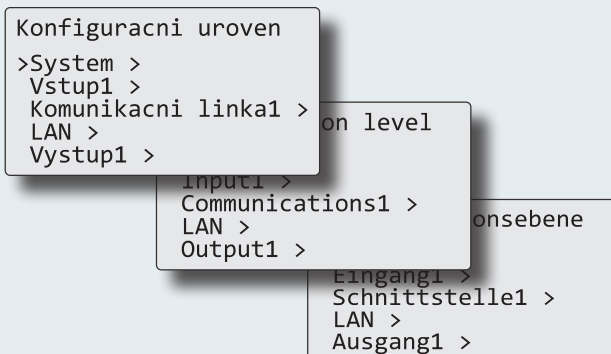 Konfiguracni uroven
>System >
Vstup1 >
Komunikacni linka1 >
LAN >
Vystup1 >
on level
Input1 >
Communications1 >
LAN >
Output1 >
onsebene
Eingang1 >
Schnittstelle1 >
LAN >
Ausgang1 >